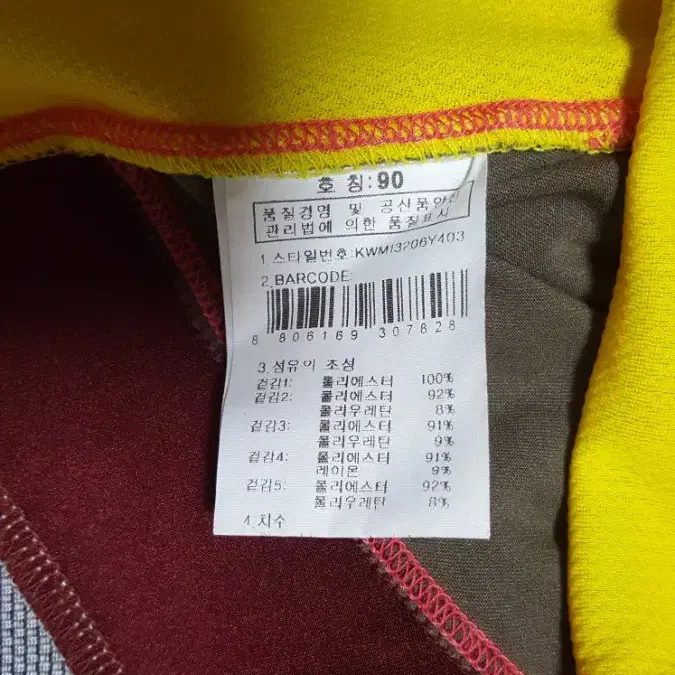 호 칭: 90
품질경영 및 공산품안전
관리법에 의한 품질표시
1.스타일번호:KWM13206Y403
2.BARCODE:
8 806169 307828
3.섬유의 조성
겉감1: 폴리에스터 100%
겉감2: 폴리에스터 92%
폴리우레탄 8%
겉감3: 폴리에스터 91%
폴리우레탄 9%
겉감4: 폴리에스터 91%
레이온 9%
겉감5: 폴리에스터 92%
폴리우레탄 8%
4.치수